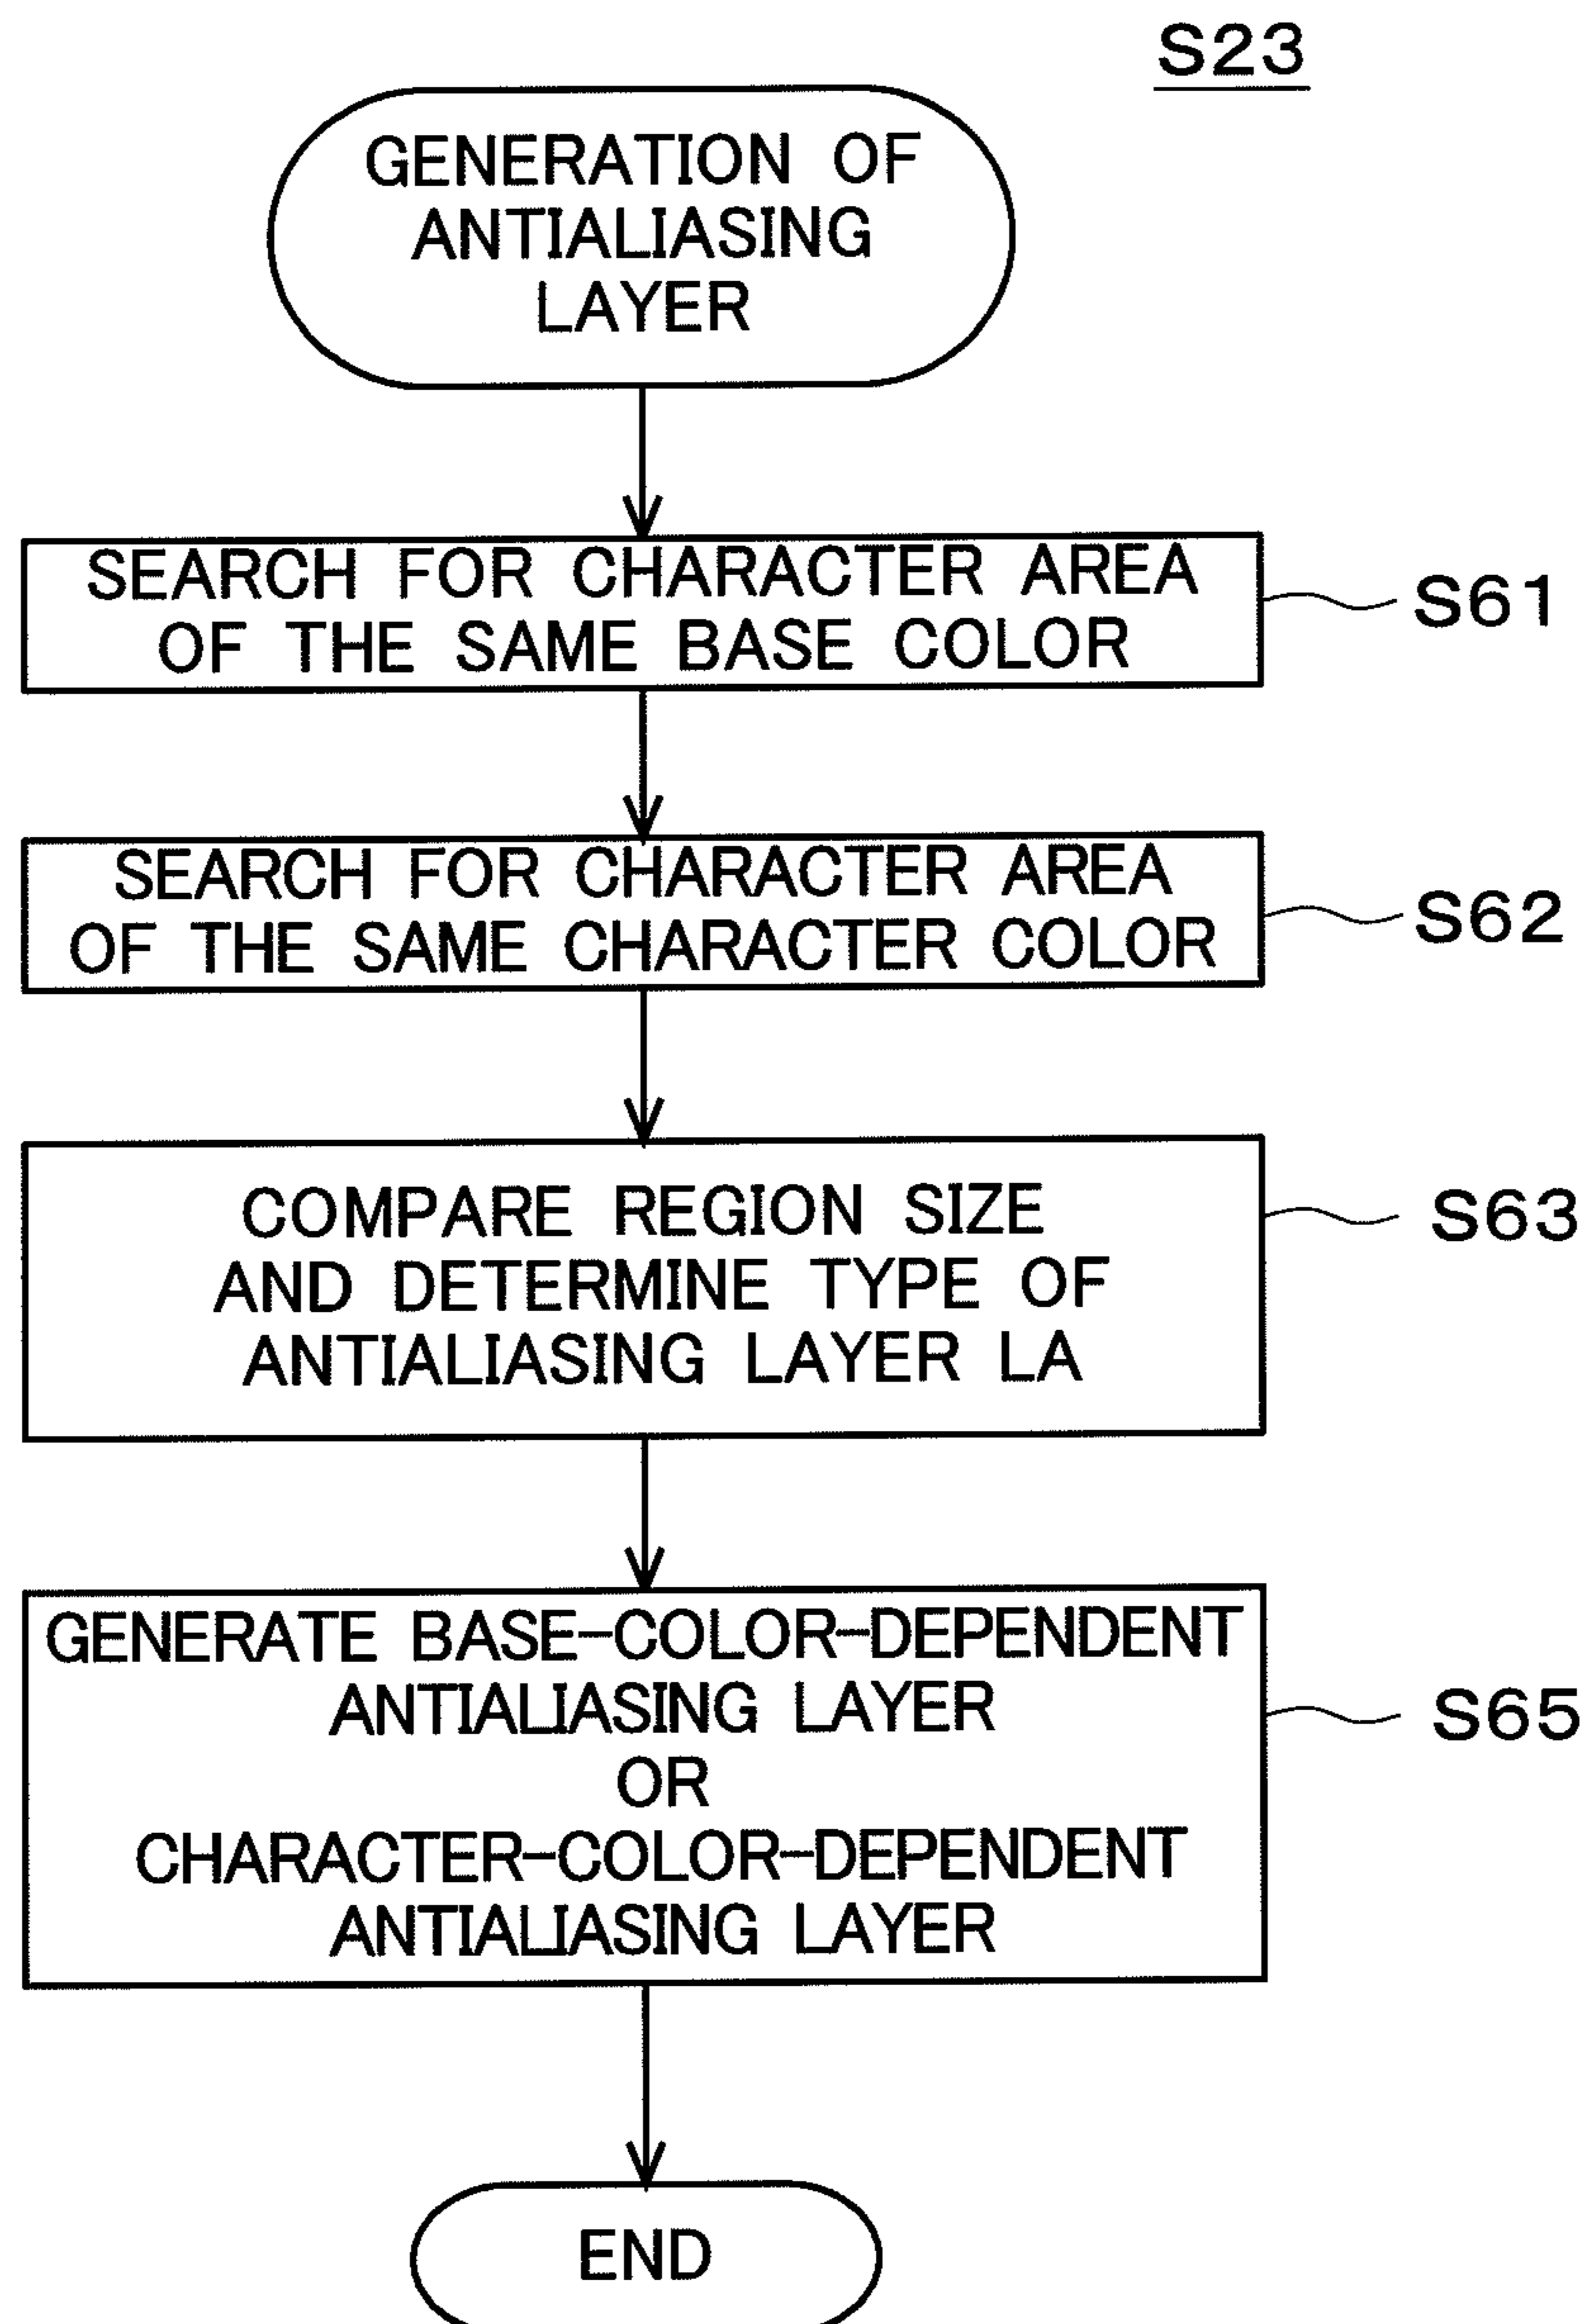 S23
GENERATION OF
ANTIALIASING
LAYER
SEARCH FOR CHARACTER AREA
OF THE SAME BASE COLOR
S61
SEARCH FOR CHARACTER AREA
OF THE SAME CHARACTER COLOR
S62
COMPARE REGION SIZE
AND DETERMINE TYPE OF
ANTIALIASING LAYER LA
S63
GENERATE BASE-COLOR-DEPENDENT
ANTIALIASING LAYER
OR
CHARACTER-COLOR-DEPENDENT
ANTIALIASING LAYER
S65
END